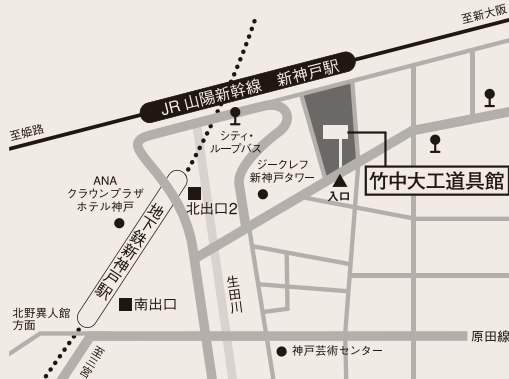 至新大阪
JR 山陽新幹線　新神戸駅
至姫路
シティ・
ループバス
ジークレフ
新神戸タワー
竹中大工道具館
入口
ANA
クラウンプラザ
ホテル神戸
北出口2
地下鉄新神戸駅
生田川
南出口
北野異人館
方面
原田線
神戸芸術センター
至三宮